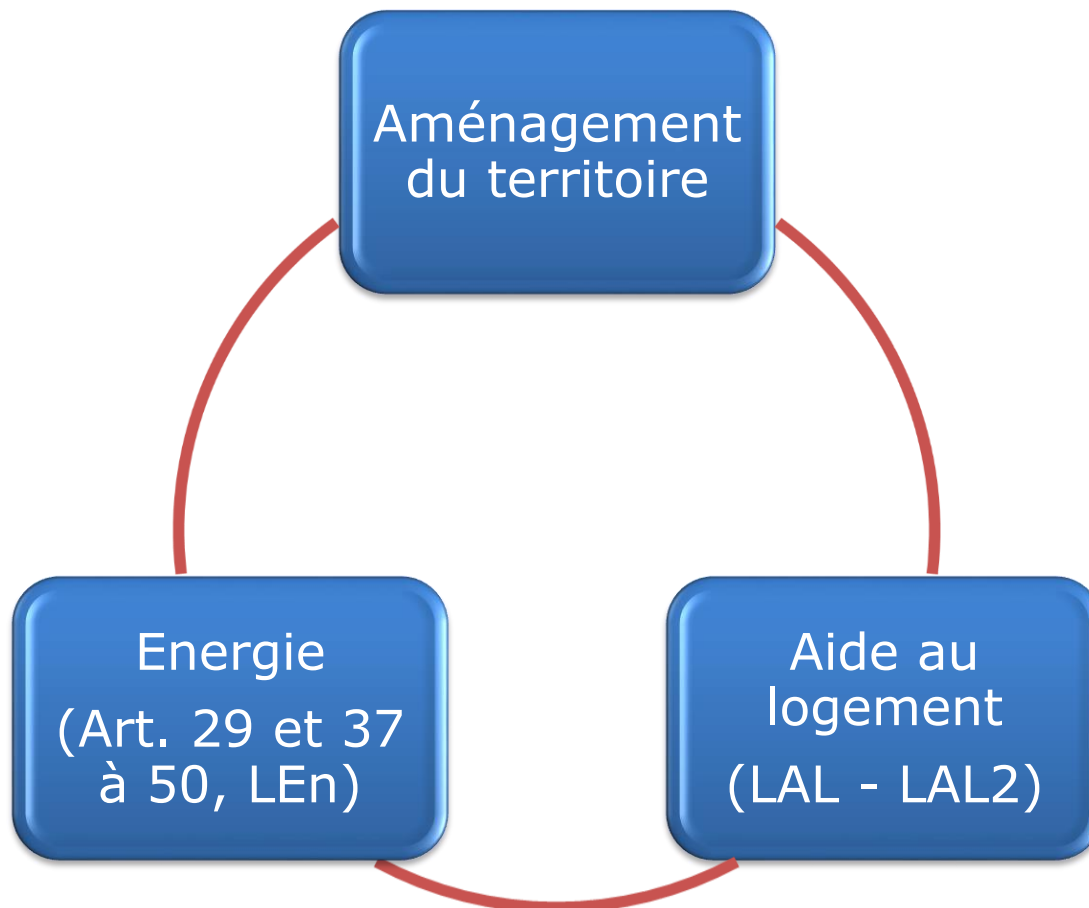 Aménagement
du territoire
Energie
(Art. 29 et 37
à 50, LEn)
Aide au
logement
(LAL - LAL2)